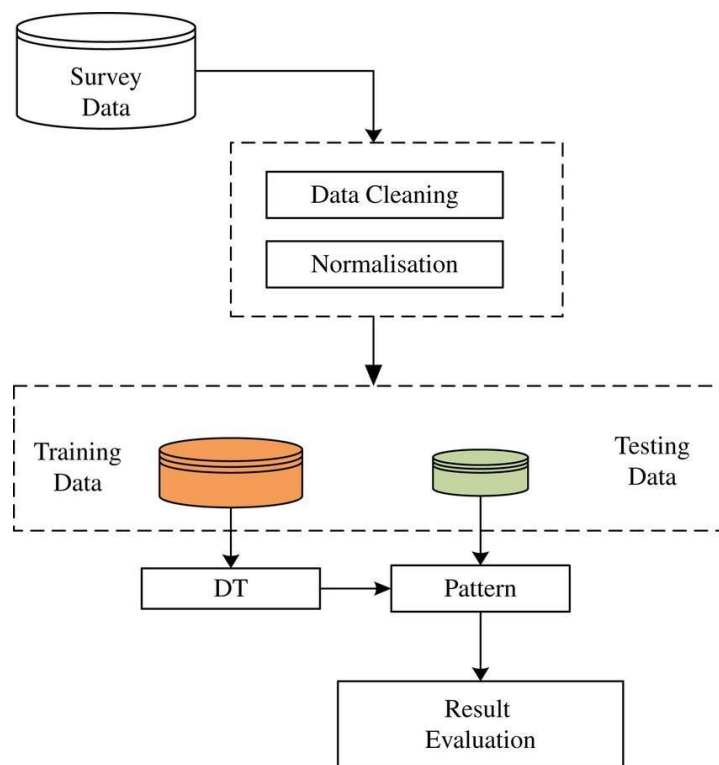 Survey
Data
Data Cleaning
Normalisation
Training
Data
Testing
Data
DT
Pattern
Result
Evaluation